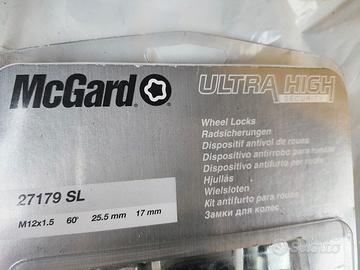 McGard
ULTRA HIGH
SECURITY
Wheel Locks
Radsicherungen
Dispositif antivol de roues
Dispositivo antirrobo para ruedas
Dispositivo antifurto per ruote
Hjullås
Wielsloten
Kit antifurto para rodas
Замки для колес
27179 SL
M12x1.5 60° 25.5 mm 17 mm
subito